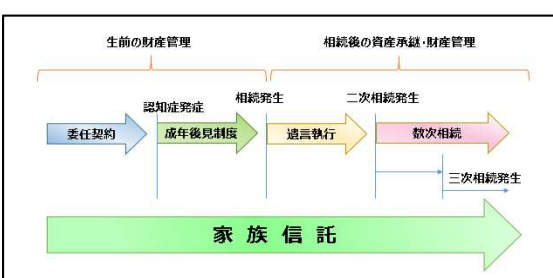 生前の財産管理
相続後の資産承継・財産管理
認知症発症
相続発生
二次相続発生
委任契約
成年後見制度
遺言執行
数次相続
三次相続発生
家族信託